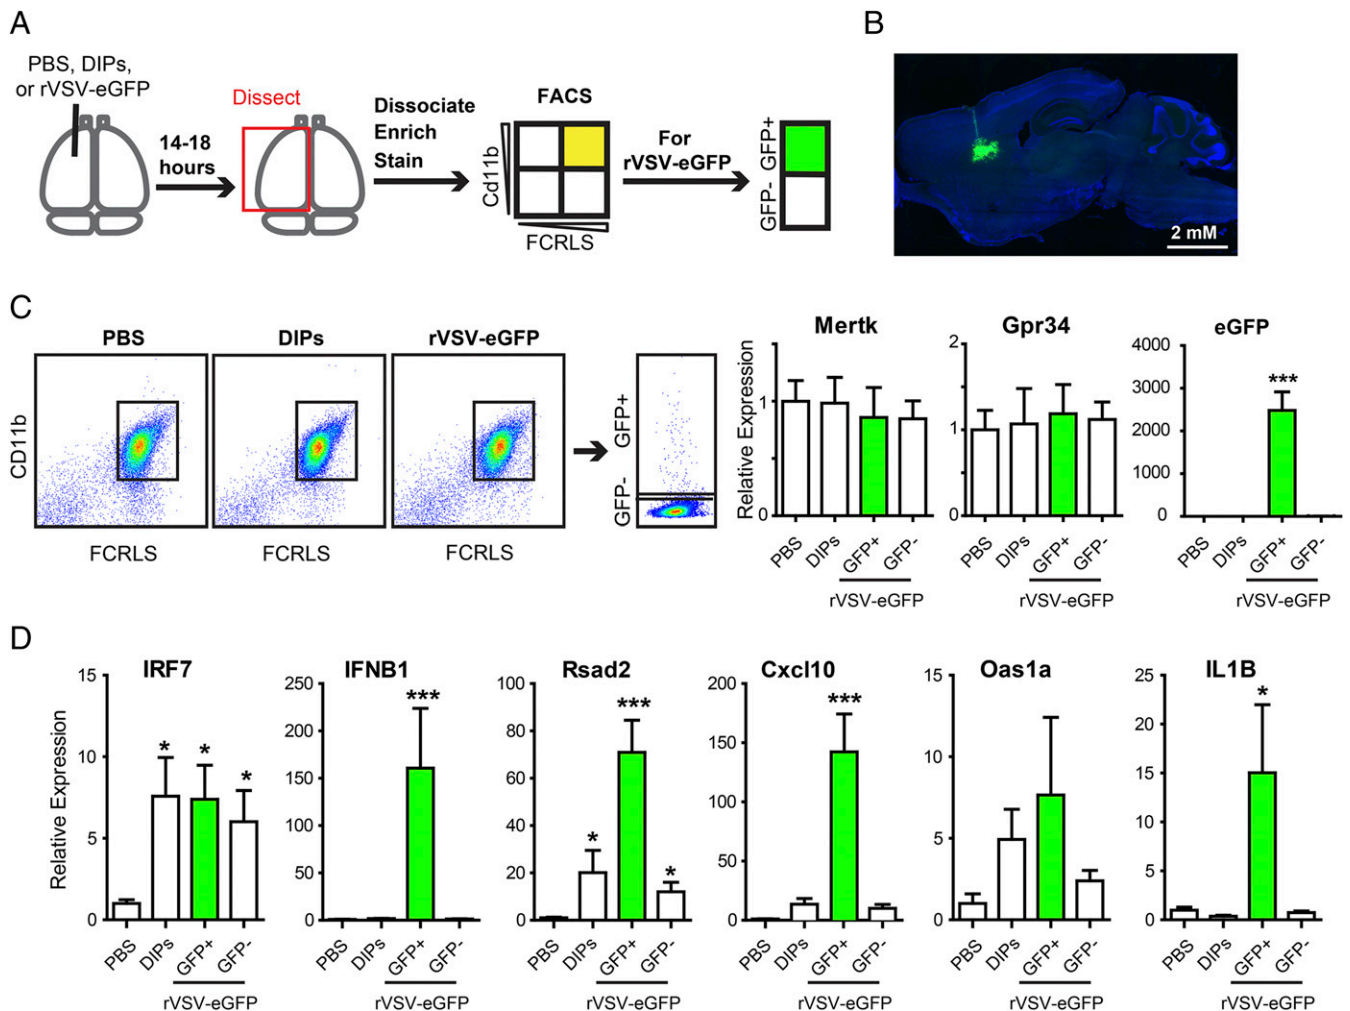 A
PBS, DIPs,
or rVSV-eGFP
14-18
hours
Dissect
Dissociate
Enrich
Stain
FACS
Cd11b
FCRLS
For
rVSV-eGFP
GFP- GFP+
B
2 mM
C
PBS
DIPs
rVSV-eGFP
CD11b
FCRLS
FCRLS
FCRLS
GFP- GFP+
Mertk
Relative Expression
1
0
PBS
DIPs
GFP+
GFP-
rVSV-eGFP
Gpr34
2
1
0
PBS
DIPs
GFP+
GFP-
rVSV-eGFP
eGFP
4000
3000
2000
1000
0
***
PBS
DIPs
GFP+
GFP-
rVSV-eGFP
D
IRF7
Relative Expression
15
10
5
0
* * *
PBS
DIPs
GFP+
GFP-
rVSV-eGFP
IFNB1
250
200
150
100
50
0
***
PBS
DIPs
GFP+
GFP-
rVSV-eGFP
Rsad2
100
80
60
40
20
0
* *** *
PBS
DIPs
GFP+
GFP-
rVSV-eGFP
Cxcl10
200
150
100
50
0
***
PBS
DIPs
GFP+
GFP-
rVSV-eGFP
Oas1a
15
10
5
0
PBS
DIPs
GFP+
GFP-
rVSV-eGFP
IL1B
25
20
15
10
5
0
*
PBS
DIPs
GFP+
GFP-
rVSV-eGFP